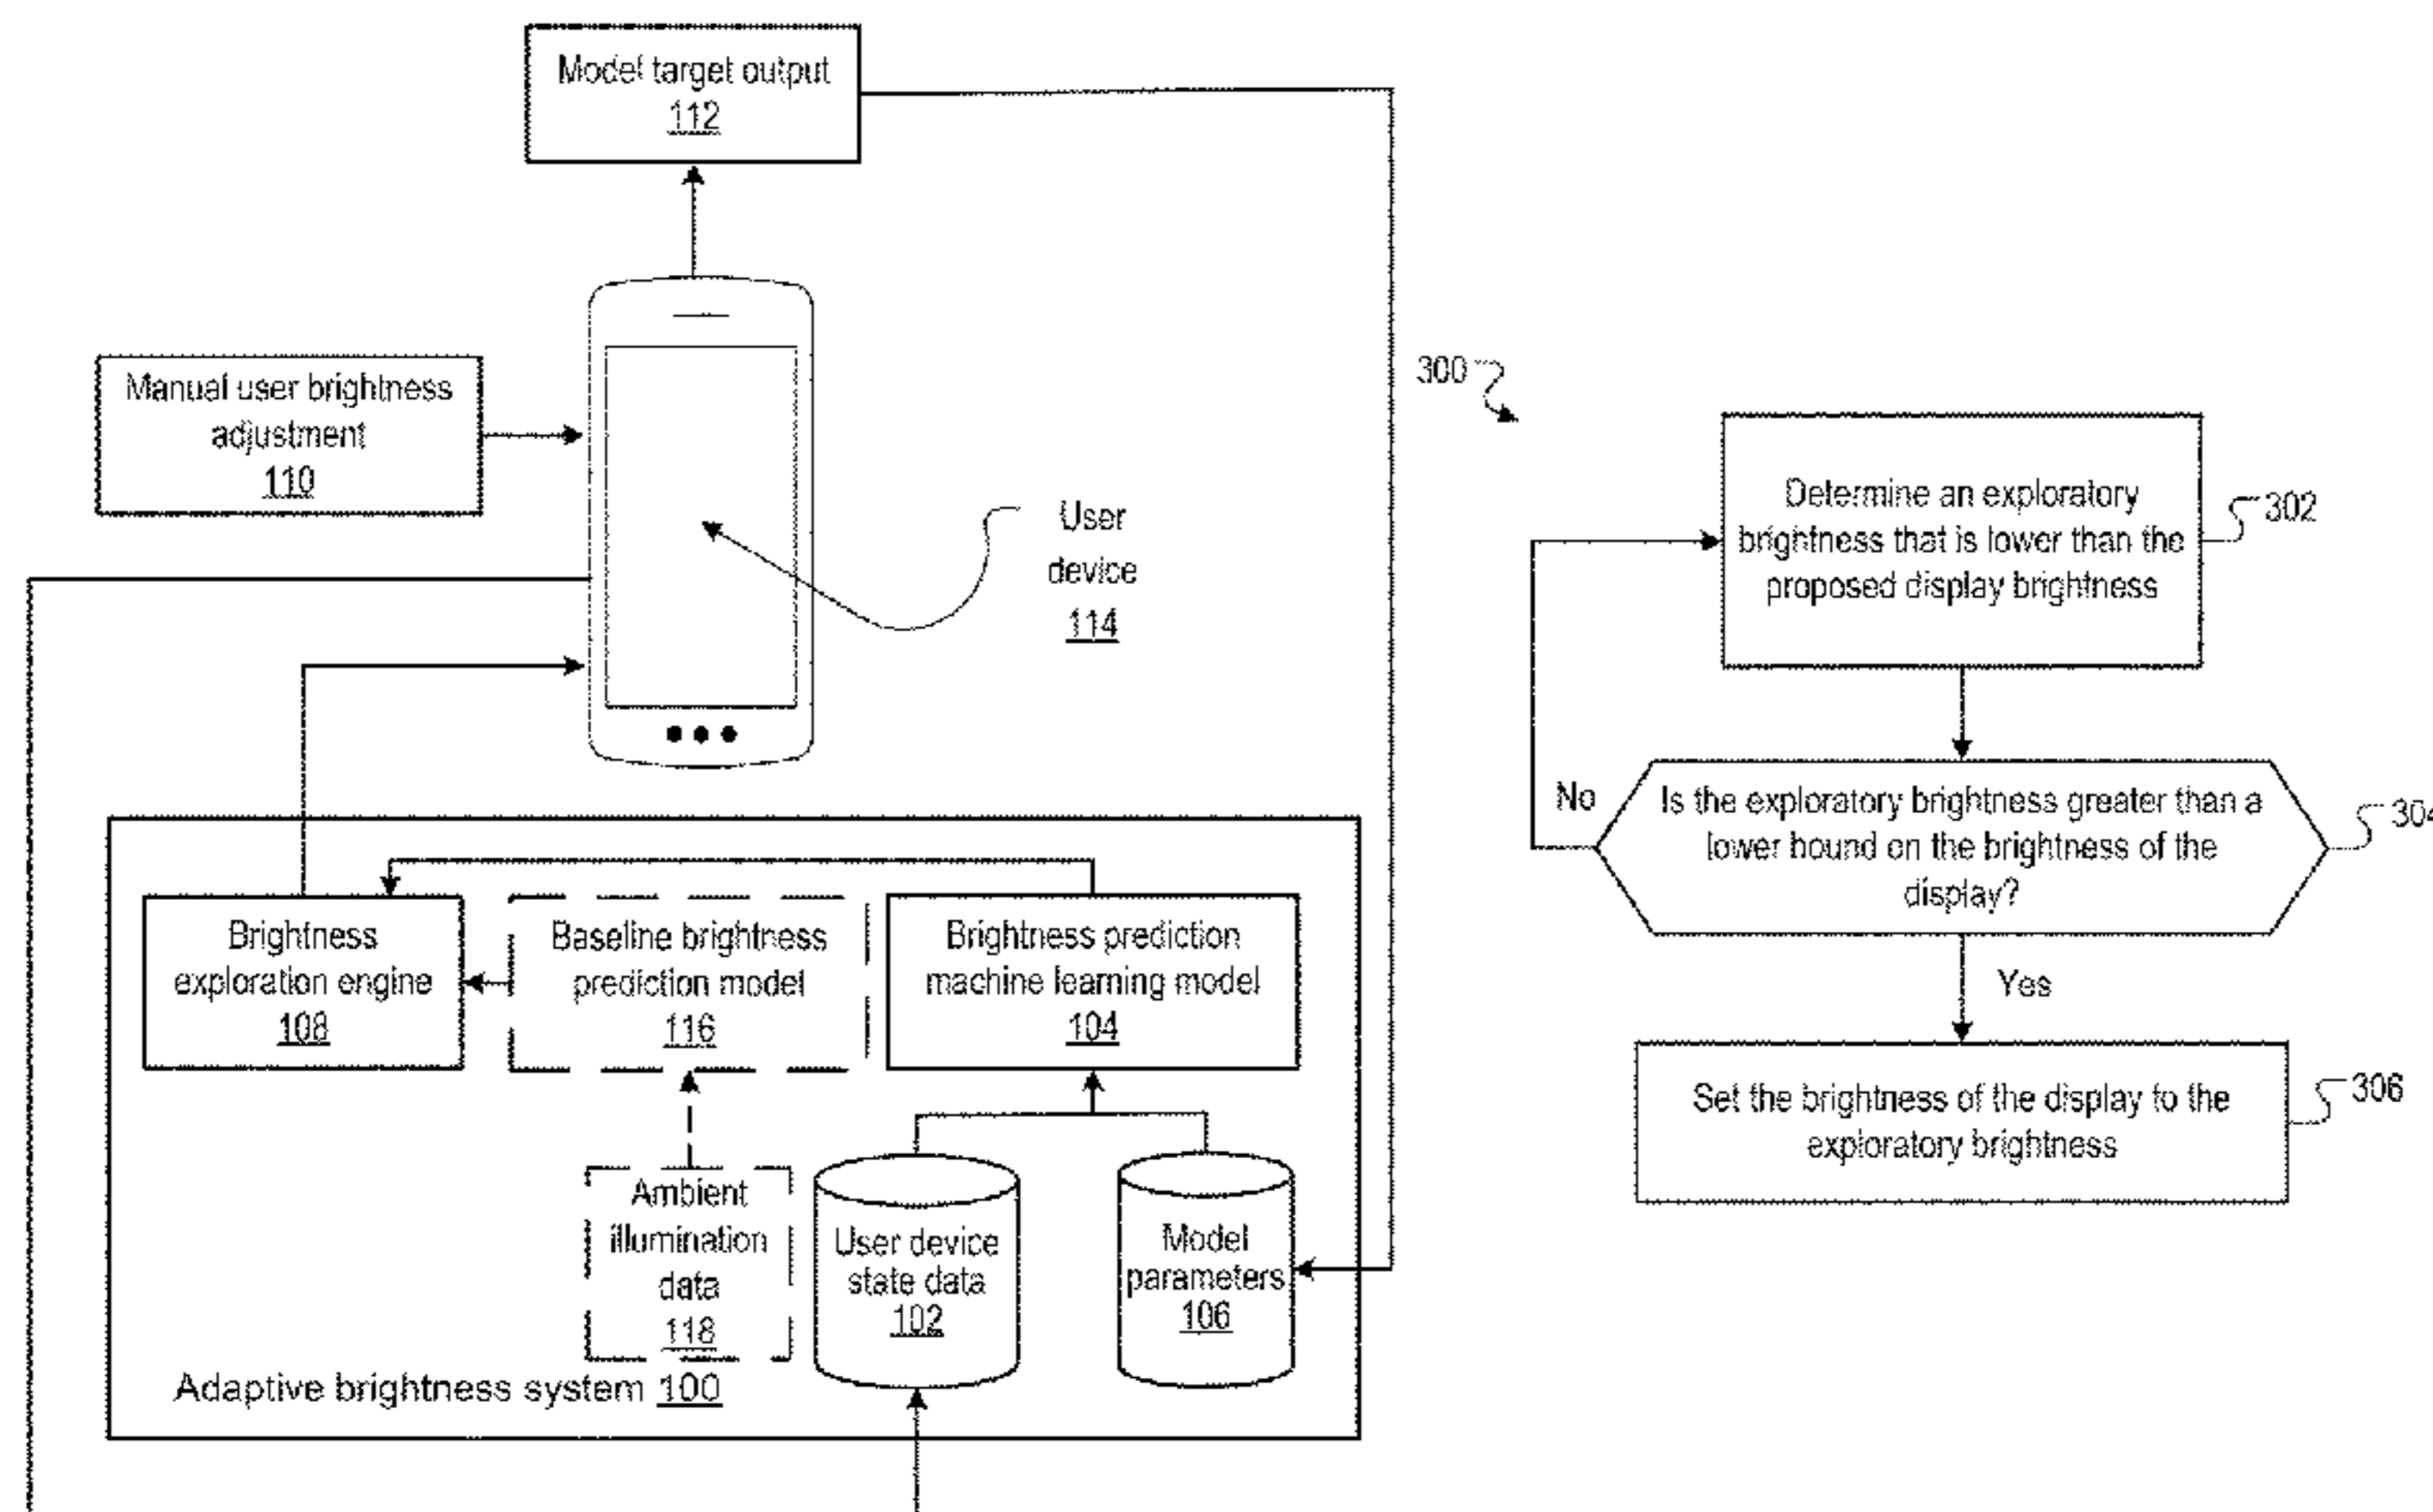 Model target output
112
Manual user brightness
adjustment
110
User
device
114
Brightness
exploration engine
108
Baseline brightness
prediction model
116
Brightness prediction
machine learning model
104
Ambient
illumination
data
118
User device
state data
102
Model
parameters
106
Adaptive brightness system 100
300
Determine an exploratory
brightness that is lower than the
proposed display brightness
302
No
Is the exploratory brightness greater than a
lower bound on the brightness of the
display?
304
Yes
Set the brightness of the display to the
exploratory brightness
306